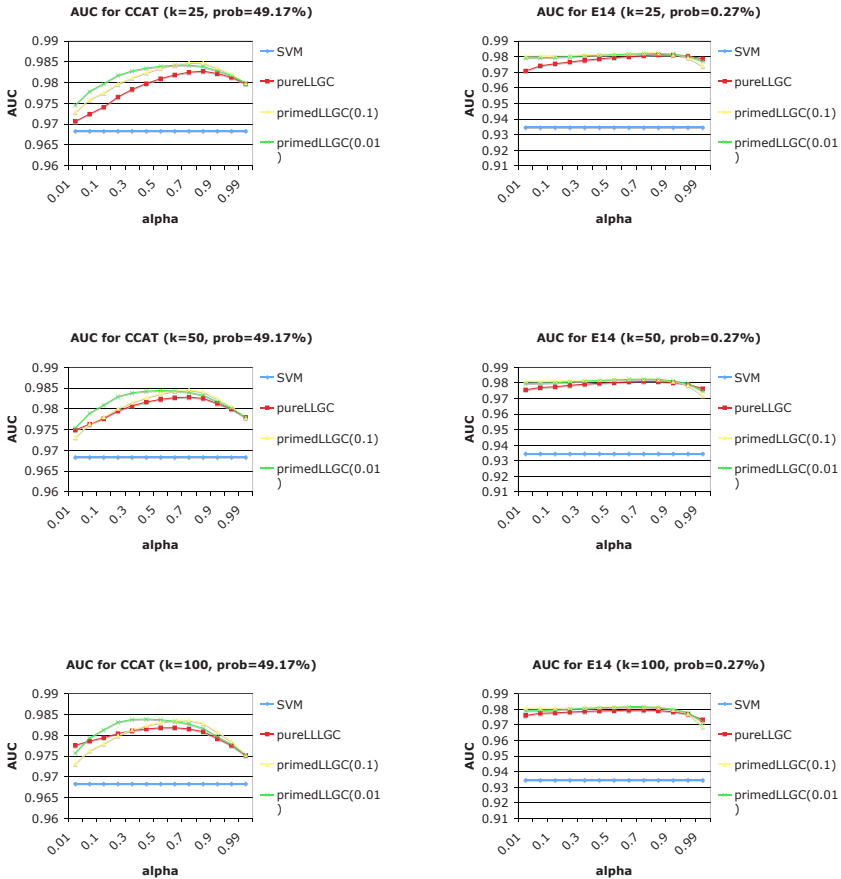 AUC for CCAT (k=25, prob=49.17%)
0.99
0.985
0.98
0.975
0.97
0.965
0.96
AUC
0.01
0.1
0.3
0.5
0.7
0.9
0.99
alpha
SVM
pureLLGC
primedLLGC(0.1)
primedLLGC(0.01
)
AUC for E14 (k=25, prob=0.27%)
0.99
0.98
0.97
0.96
0.95
0.94
0.93
0.92
0.91
AUC
0.01
0.1
0.3
0.5
0.7
0.9
0.99
alpha
SVM
pureLLGC
primedLLGC(0.1)
primedLLGC(0.01
)
AUC for CCAT (k=50, prob=49.17%)
0.99
0.985
0.98
0.975
0.97
0.965
0.96
AUC
0.01
0.1
0.3
0.5
0.7
0.9
0.99
alpha
SVM
pureLLGC
primedLLGC(0.1)
primedLLGC(0.01
)
AUC for E14 (k=50, prob=0.27%)
0.99
0.98
0.97
0.96
0.95
0.94
0.93
0.92
0.91
AUC
0.01
0.1
0.3
0.5
0.7
0.9
0.99
alpha
SVM
pureLLGC
primedLLGC(0.1)
primedLLGC(0.01
)
AUC for CCAT (k=100, prob=49.17%)
0.99
0.985
0.98
0.975
0.97
0.965
0.96
AUC
0.01
0.1
0.3
0.5
0.7
0.9
0.99
alpha
SVM
pureLLLGC
primedLLGC(0.1)
primedLLGC(0.01
)
AUC for E14 (k=100, prob=0.27%)
0.99
0.98
0.97
0.96
0.95
0.94
0.93
0.92
0.91
AUC
0.01
0.1
0.3
0.5
0.7
0.9
0.99
alpha
SVM
pureLLGC
primedLLGC(0.1)
primedLLGC(0.01
)